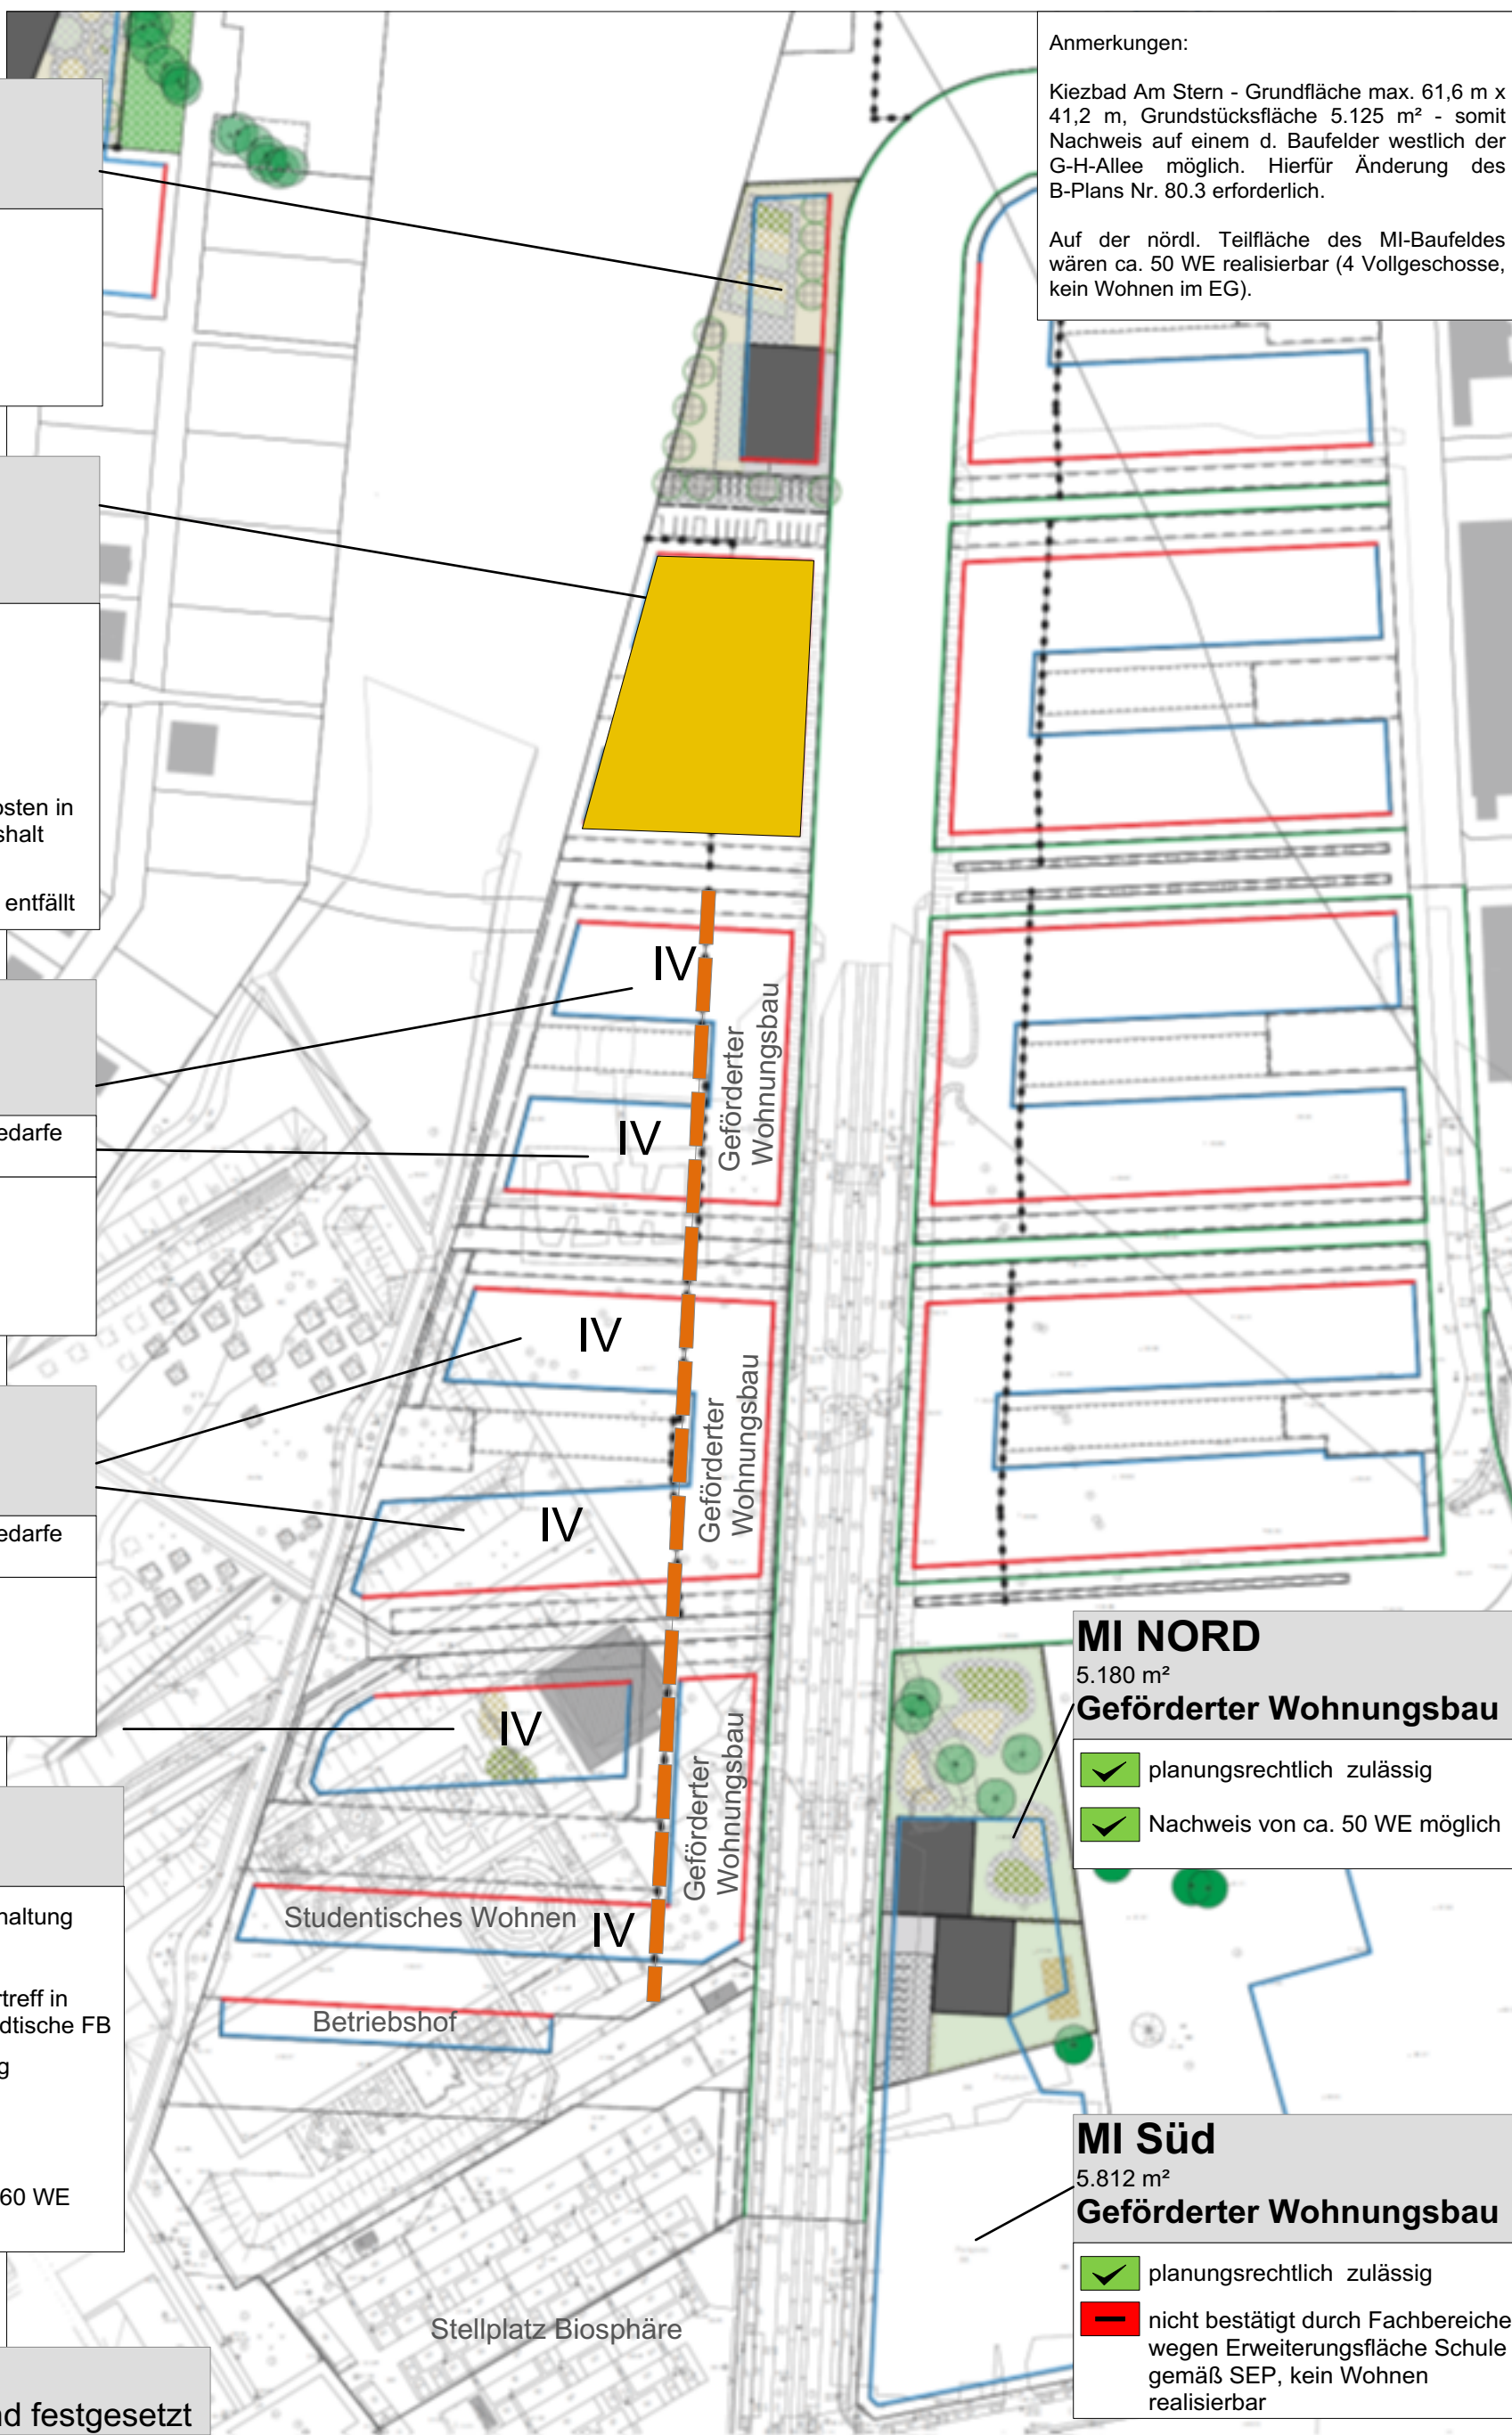 Anmerkungen:
Kiezbad Am Stern - Grundfläche max. 61,6 m x
41,2 m, Grundstücksfläche 5.125 m² - somit
Nachweis auf einem d. Baufelder westlich der
G-H-Allee möglich. Hierfür Änderung des
B-Plans Nr. 80.3 erforderlich.
Auf der nördl. Teilfläche des MI-Baufeldes
wären ca. 50 WE realisierbar (4 Vollgeschosse,
kein Wohnen im EG).
osten in
shalt
entfällt
IV
Geförderter
Wohnungsbau
edarfe
IV
IV
Geförderter
Wohnungsbau
IV
edarfe
IV
Geförderter
Wohnungsbau
MI NORD
5.180 m²
Geförderter Wohnungsbau
planungsrechtlich zulässig
Nachweis von ca. 50 WE möglich
haltung
rtreff in
dtische FB
g
60 WE
Studentisches Wohnen
IV
Betriebshof
MI Süd
5.812 m²
Geförderter Wohnungsbau
planungsrechtlich zulässig
nicht bestätigt durch Fachbereiche
wegen Erweiterungsfläche Schule
gemäß SEP, kein Wohnen
realisierbar
Stellplatz Biosphäre
nd festgesetzt